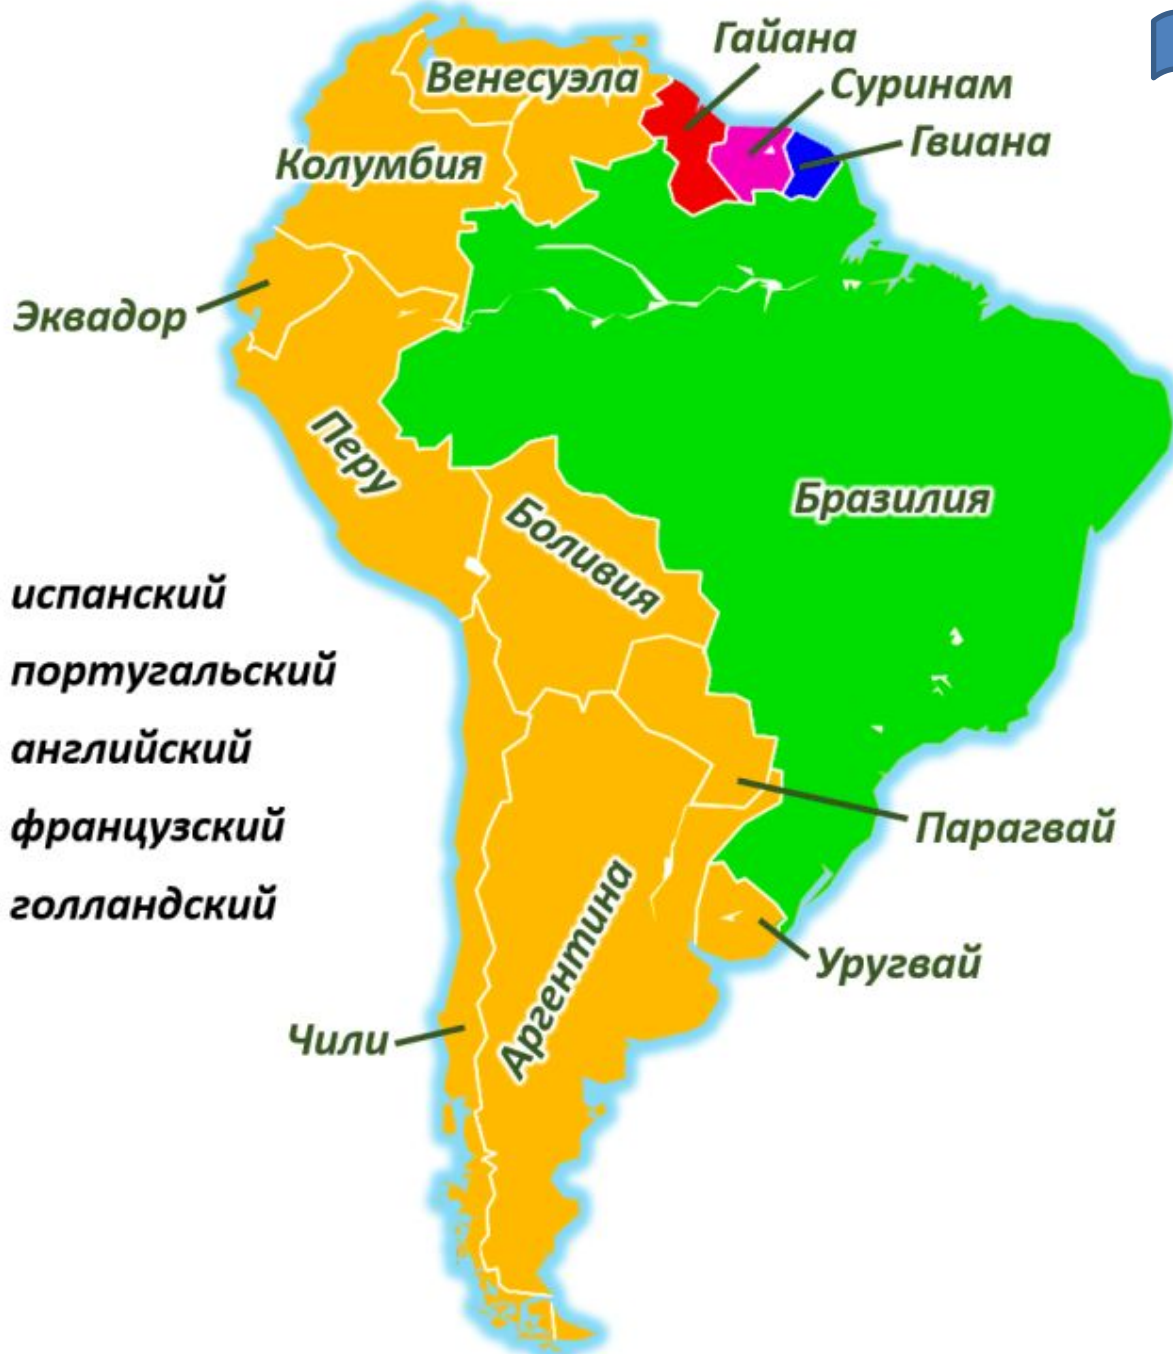 Гайана
Венесуэла
Суринам
Гвиана
Колумбия
Эквадор
Перу
Бразилия
Боливия
испанский
португальский
английский
французский
голландский
Парагвай
Аргентина
Уругвай
Чили